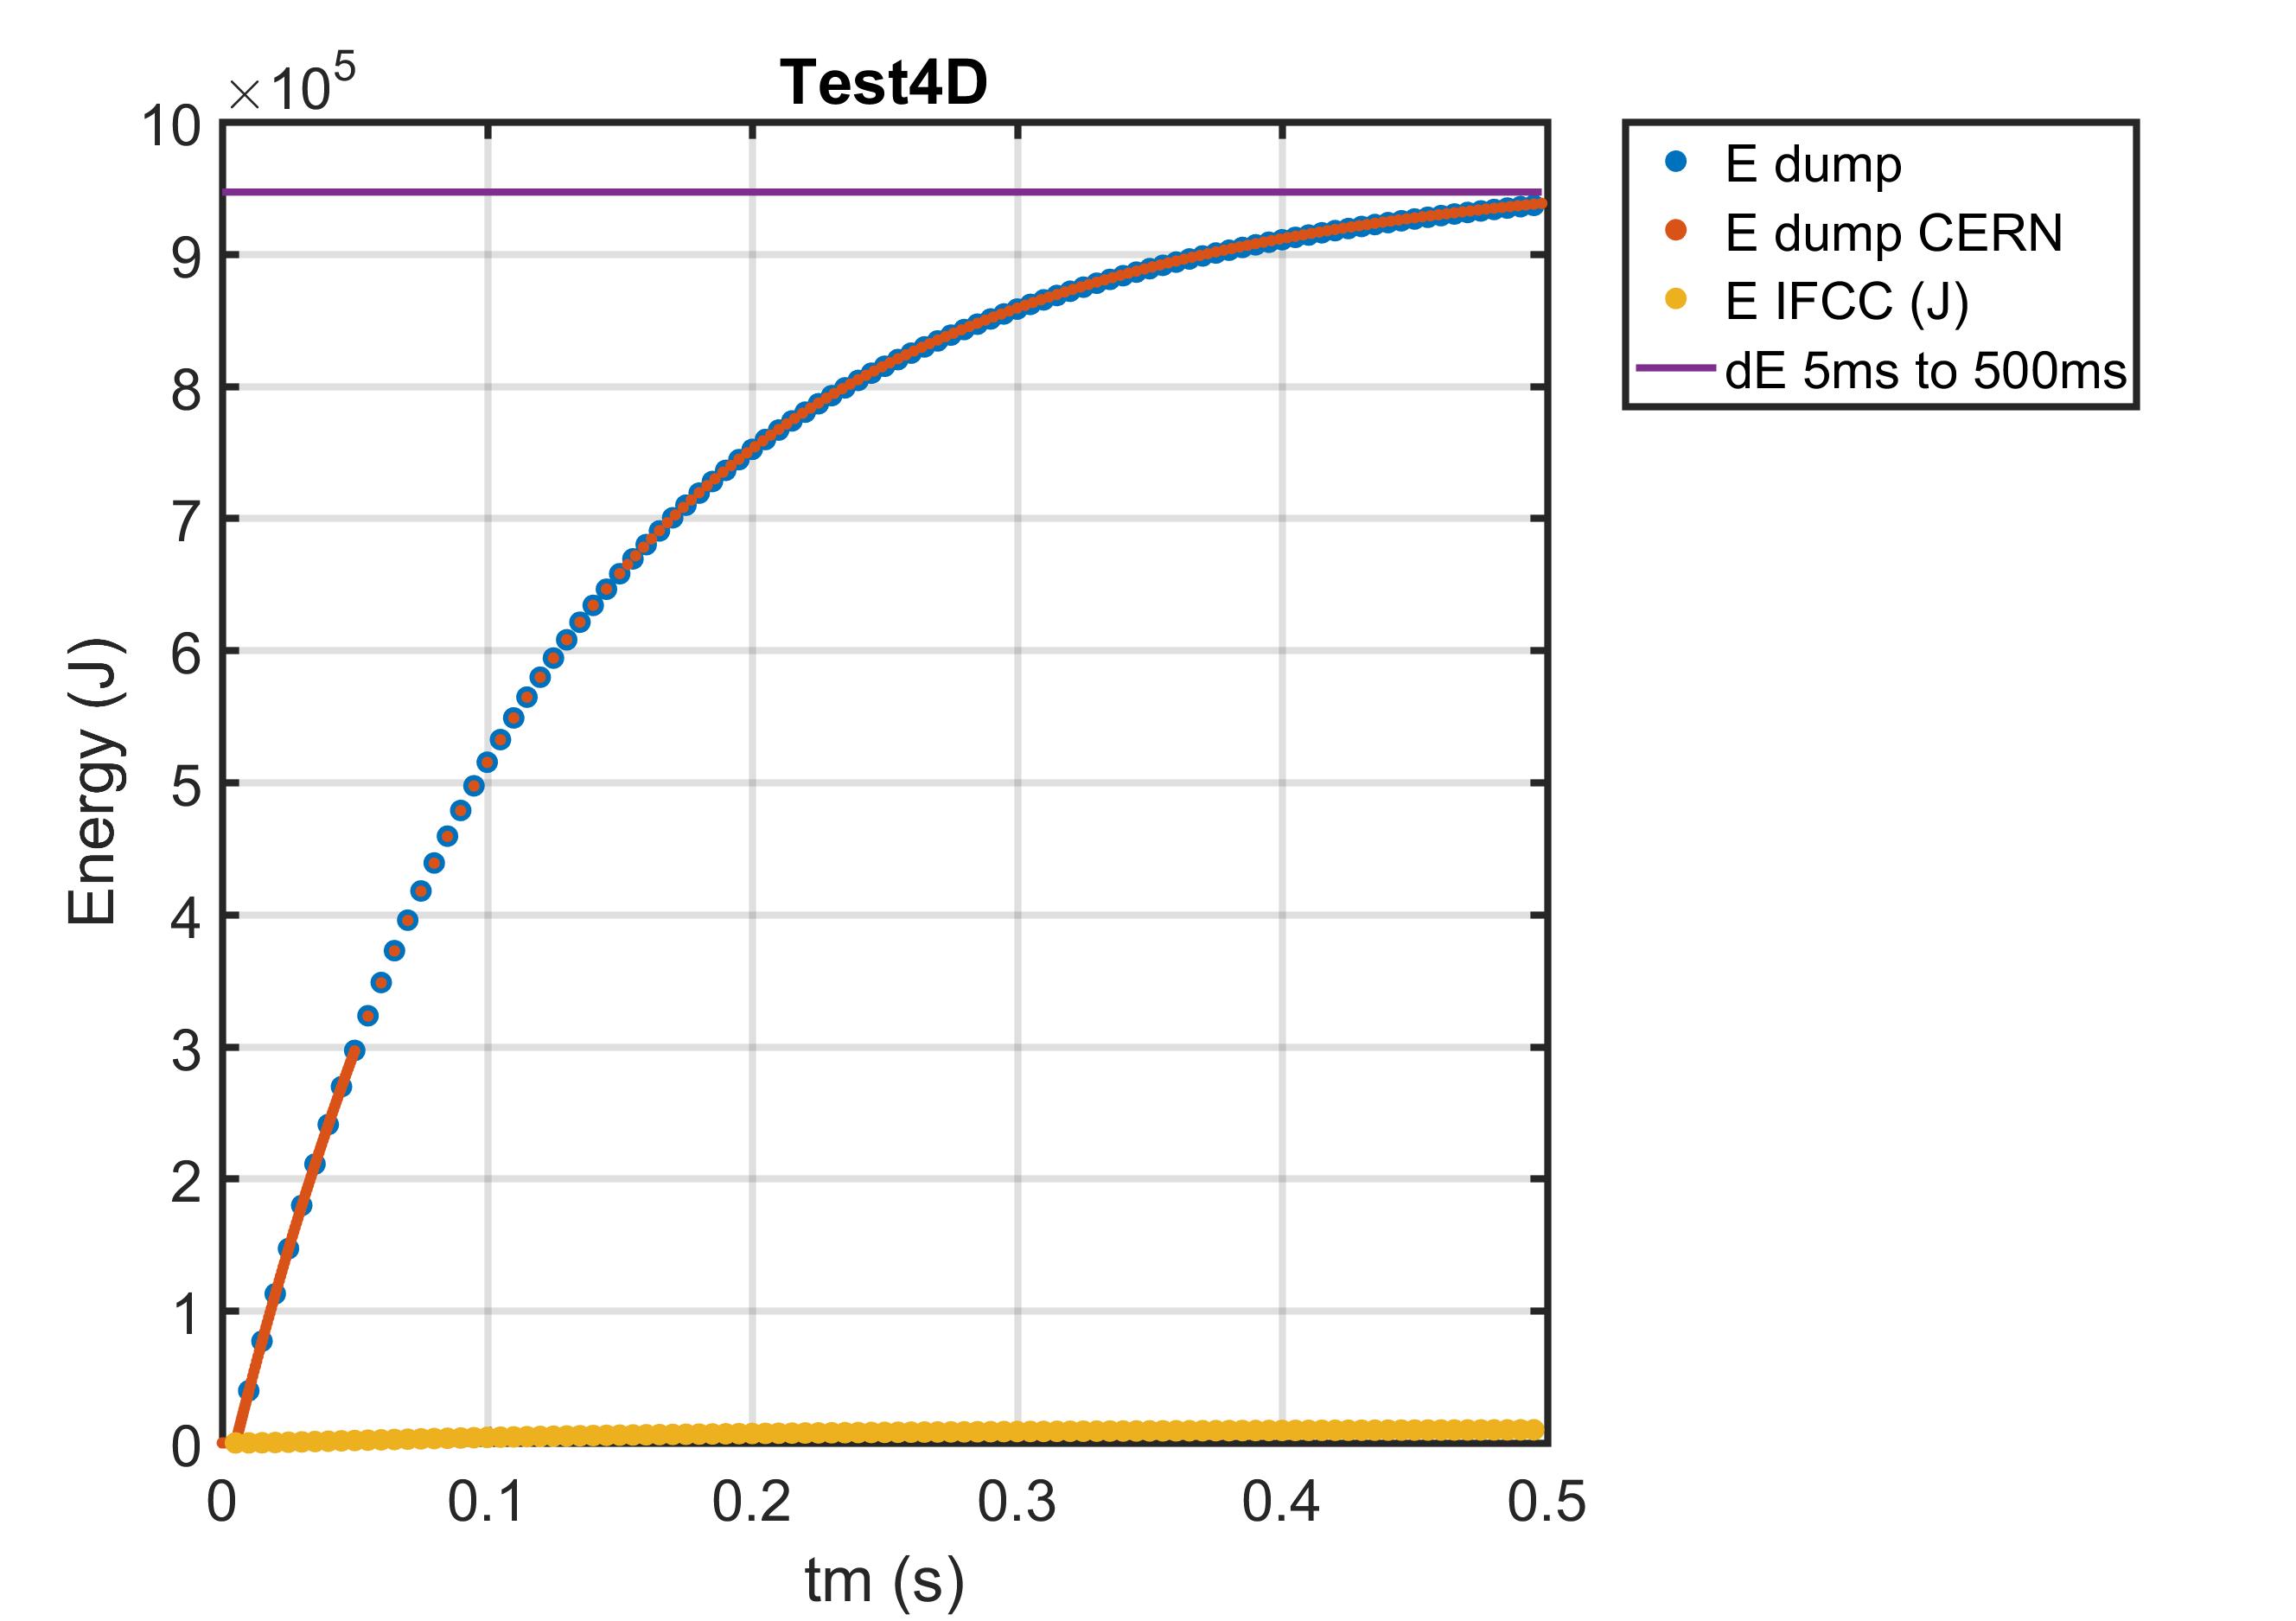 ×10⁵
Test4D
10
9
8
7
6
5
4
3
2
1
0
0 0.1 0.2 0.3 0.4 0.5
Energy (J)
tm (s)
E dump
E dump CERN
E IFCC (J)
dE 5ms to 500ms